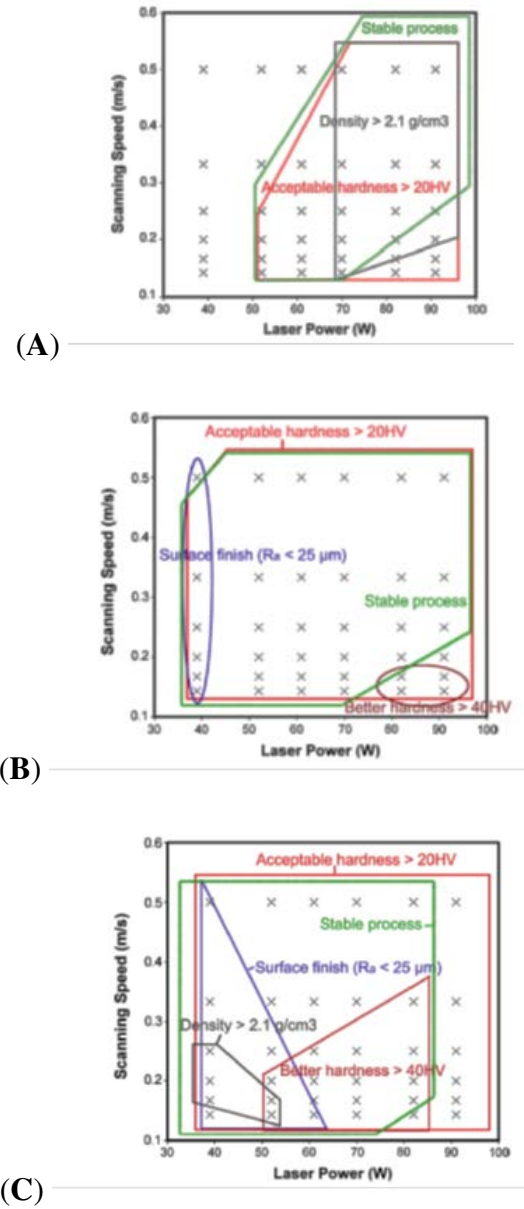 0.6
Stable process
0.5
Scanning Speed (m/s)
0.4
Density > 2.1 g/cm3
0.3
Acceptable hardness > 20HV
0.2
0.1
30 40 50 60 70 80 90 100
Laser Power (W)
(A)
0.6
Acceptable hardness > 20HV
0.5
Scanning Speed (m/s)
0.4
Surface finish (Ra < 25 μm)
0.3
Stable process
0.2
Better hardness > 40HV
0.1
30 40 50 60 70 80 90 100
Laser Power (W)
(B)
0.6
Acceptable hardness > 20HV
0.5
Stable process
Scanning Speed (m/s)
0.4
Surface finish (Ra < 25 μm)
0.3
Density > 2.1 g/cm3
Better hardness > 40HV
0.2
0.1
30 40 50 60 70 80 90 100
Laser Power (W)
(C)